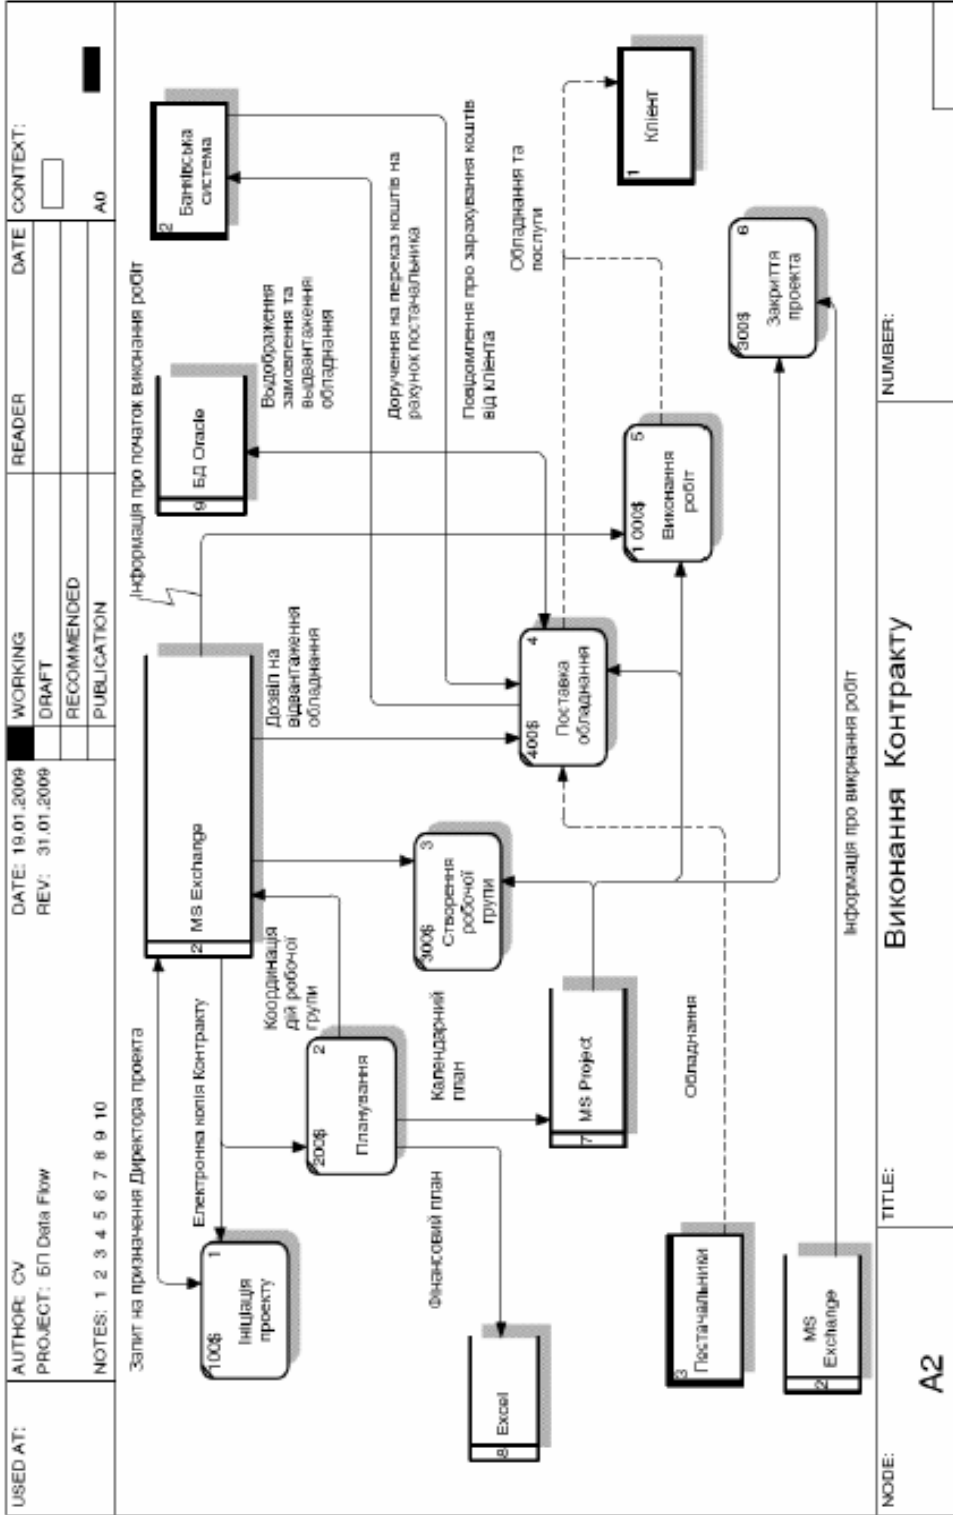 USED AT:
AUTHOR: CV
PROJECT: БП Data Flow
NOTES: 1 2 3 4 5 6 7 8 9 10
DATE: 19.01.2009
REV: 31.01.2009
WORKING
DRAFT
RECOMMENDED
PUBLICATION
READER
DATE
CONTEXT:
A0
Запит на призначення Директора проекта
Інформація про початок виконання робіт
2 MS Exchange
9 БД Oracle
2
Банківська
система
Електронна копія Контракту
100$ 1
Ініціація
проекту
Координація
дій робочої
групи
Дозвіл на
відвантаження
обладнання
Выдображення
замовлення та
выдвантаження
обладнання
200$ 2
Планування
Доручення на переказ коштів на
рахунок постачальника
300$ 3
Створення
робочої
групи
Фінансовий план
Календарний
план
Повідомлення про зарахування коштів
від клієнта
8 Excel
400$ 4
Поставка
обладнання
Обладнання та
послуги
7 MS Project
1 000$ 5
Виконання
робіт
1
Клієнт
3
Постачальники
Обладнання
300$ 6
Закриття
проекта
2 MS
Exchange
Інформація про викрнання робіт
NODE:
A2
TITLE:
Виконання Контракту
NUMBER: